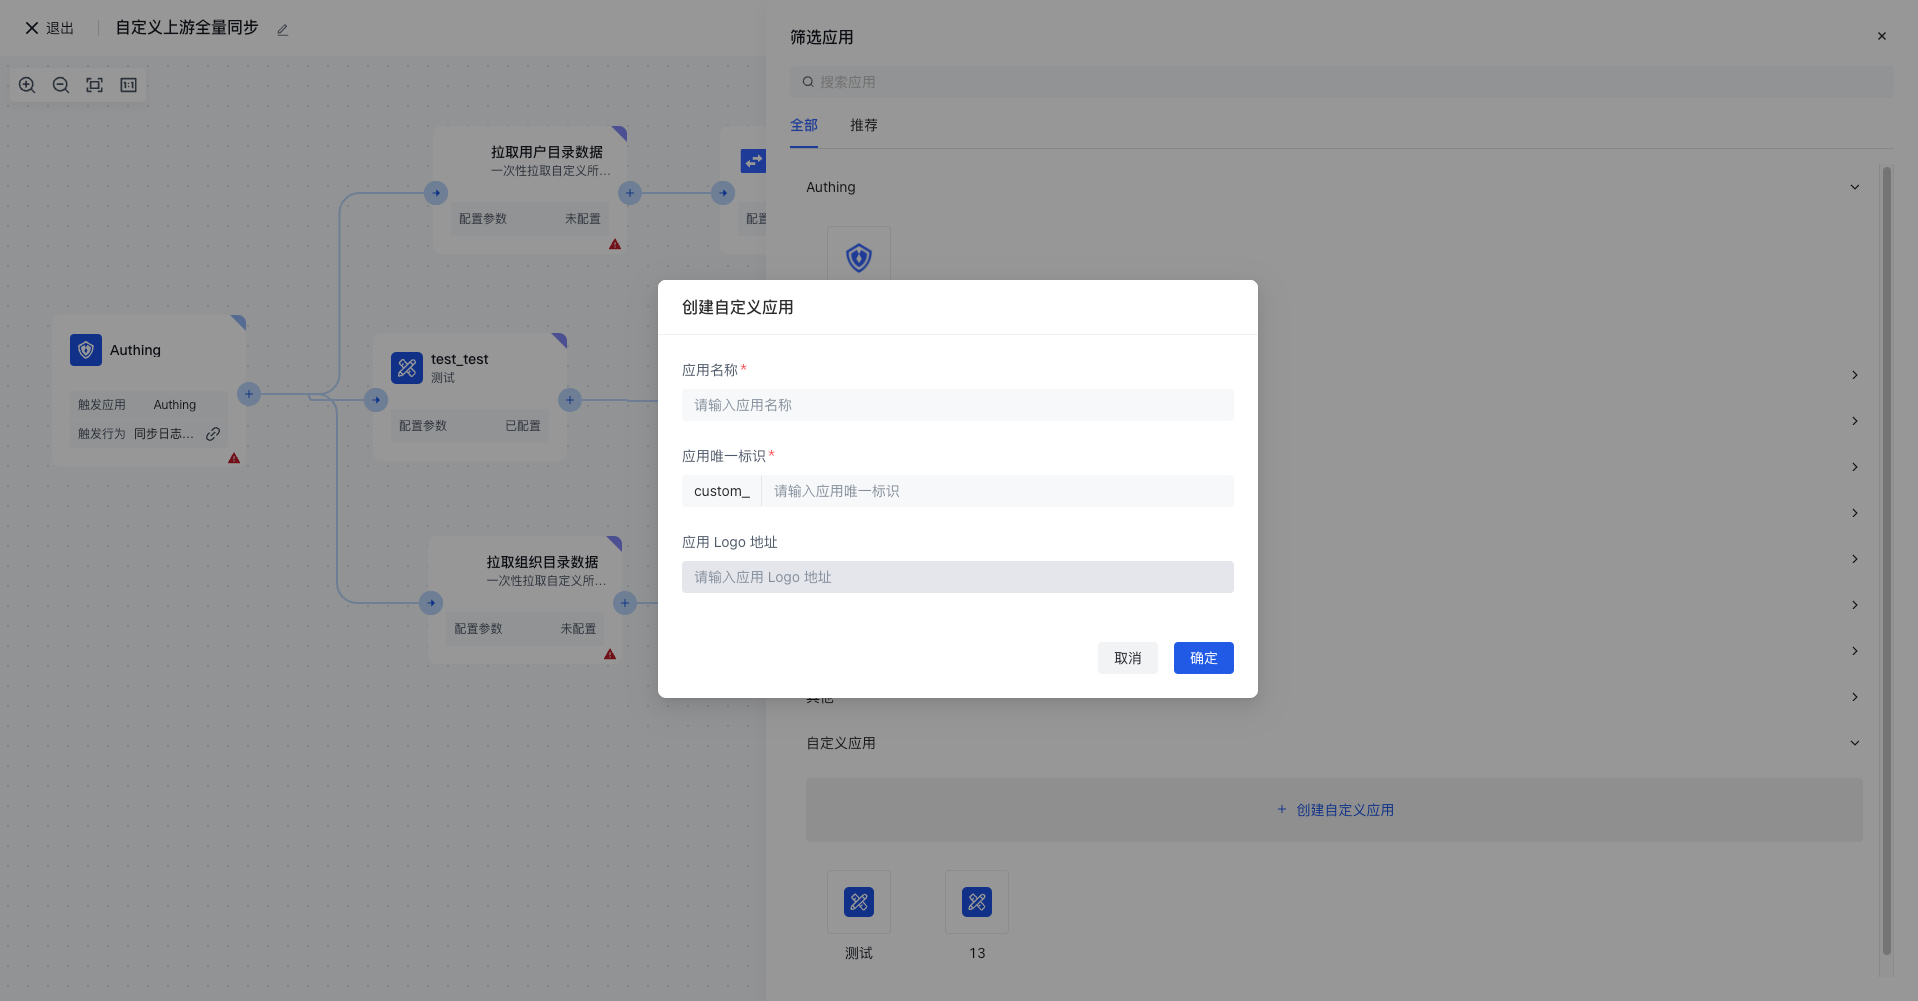 退出
自定义上游全量同步
1:1
拉取用户目录数据
一次性拉取自定义所...
配置参数 未配置
配置
Authing
触发应用 Authing
触发行为 同步日志...
test_test
测试
配置参数 已配置
拉取组织目录数据
一次性拉取自定义所...
配置参数 未配置
筛选应用
搜索应用
全部 推荐
Authing
创建自定义应用
应用名称*
请输入应用名称
应用唯一标识*
custom_ 请输入应用唯一标识
应用 Logo 地址
请输入应用 Logo 地址
取消 确定
其他
自定义应用
+ 创建自定义应用
测试 13